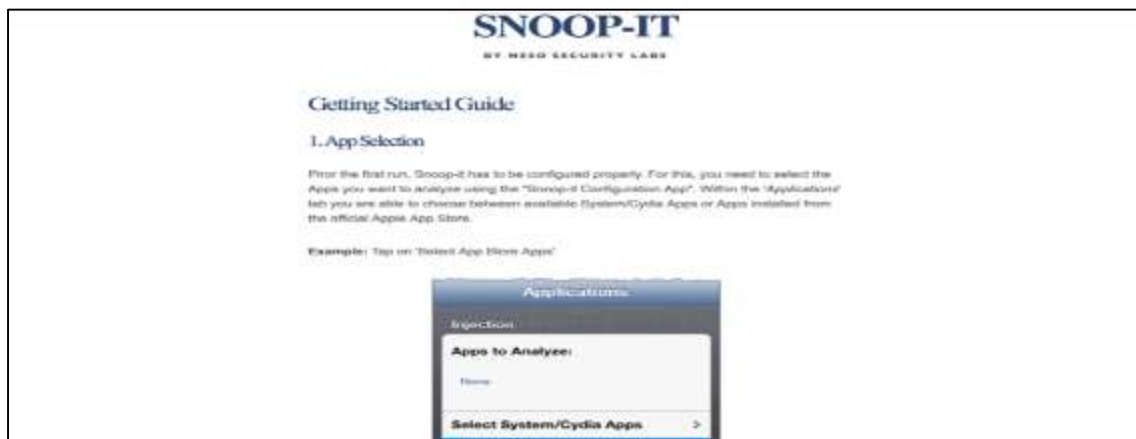 SNOOP-IT
BY NESO SECURITY LABS
Getting Started Guide
1. App Selection
Prior the first run, Snoop-it has to be configured properly. For this, you need to select the
Apps you want to analyze using the "Snoop-it Configuration App". Within the 'Applications'
tab you are able to choose between available System/Cydia Apps or Apps installed from
the official Apple App Store.
Example: Tap on 'Select App Store Apps'
Applications
Injection
Apps to Analyze:
None
Select System/Cydia Apps >